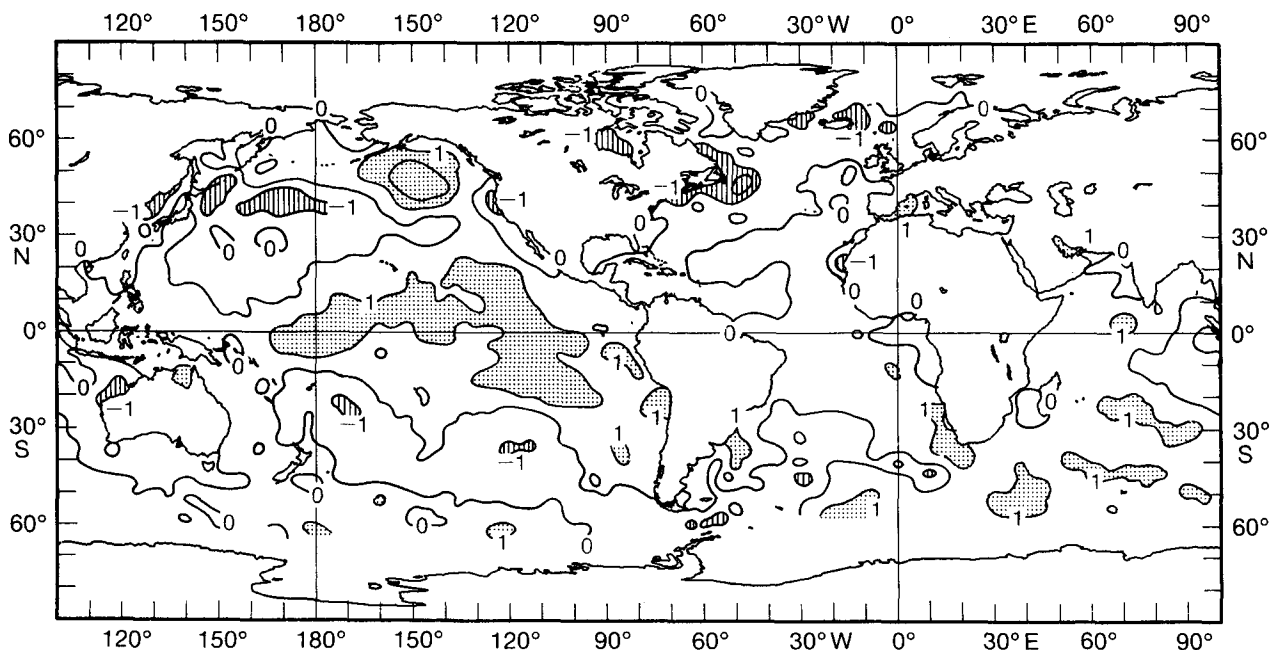 120° 150° 180° 150° 120° 90° 60° 30° W 0° 30° E 60° 90°
0 0 0 0
60° −1 −1 60°
−1 −1
−1 −1 −1 −1
0 0
30° 0 0 0 0 1 1 0 30°
N −1 N
0 0
1
0° 0 1 0°
0 1
0 0
−1 1 1 1 1
30° −1 1 30°
S −1 S
0 1
60° 0 0 1 1 1 60°
1 0
120° 150° 180° 150° 120° 90° 60° 30° W 0° 30° E 60° 90°